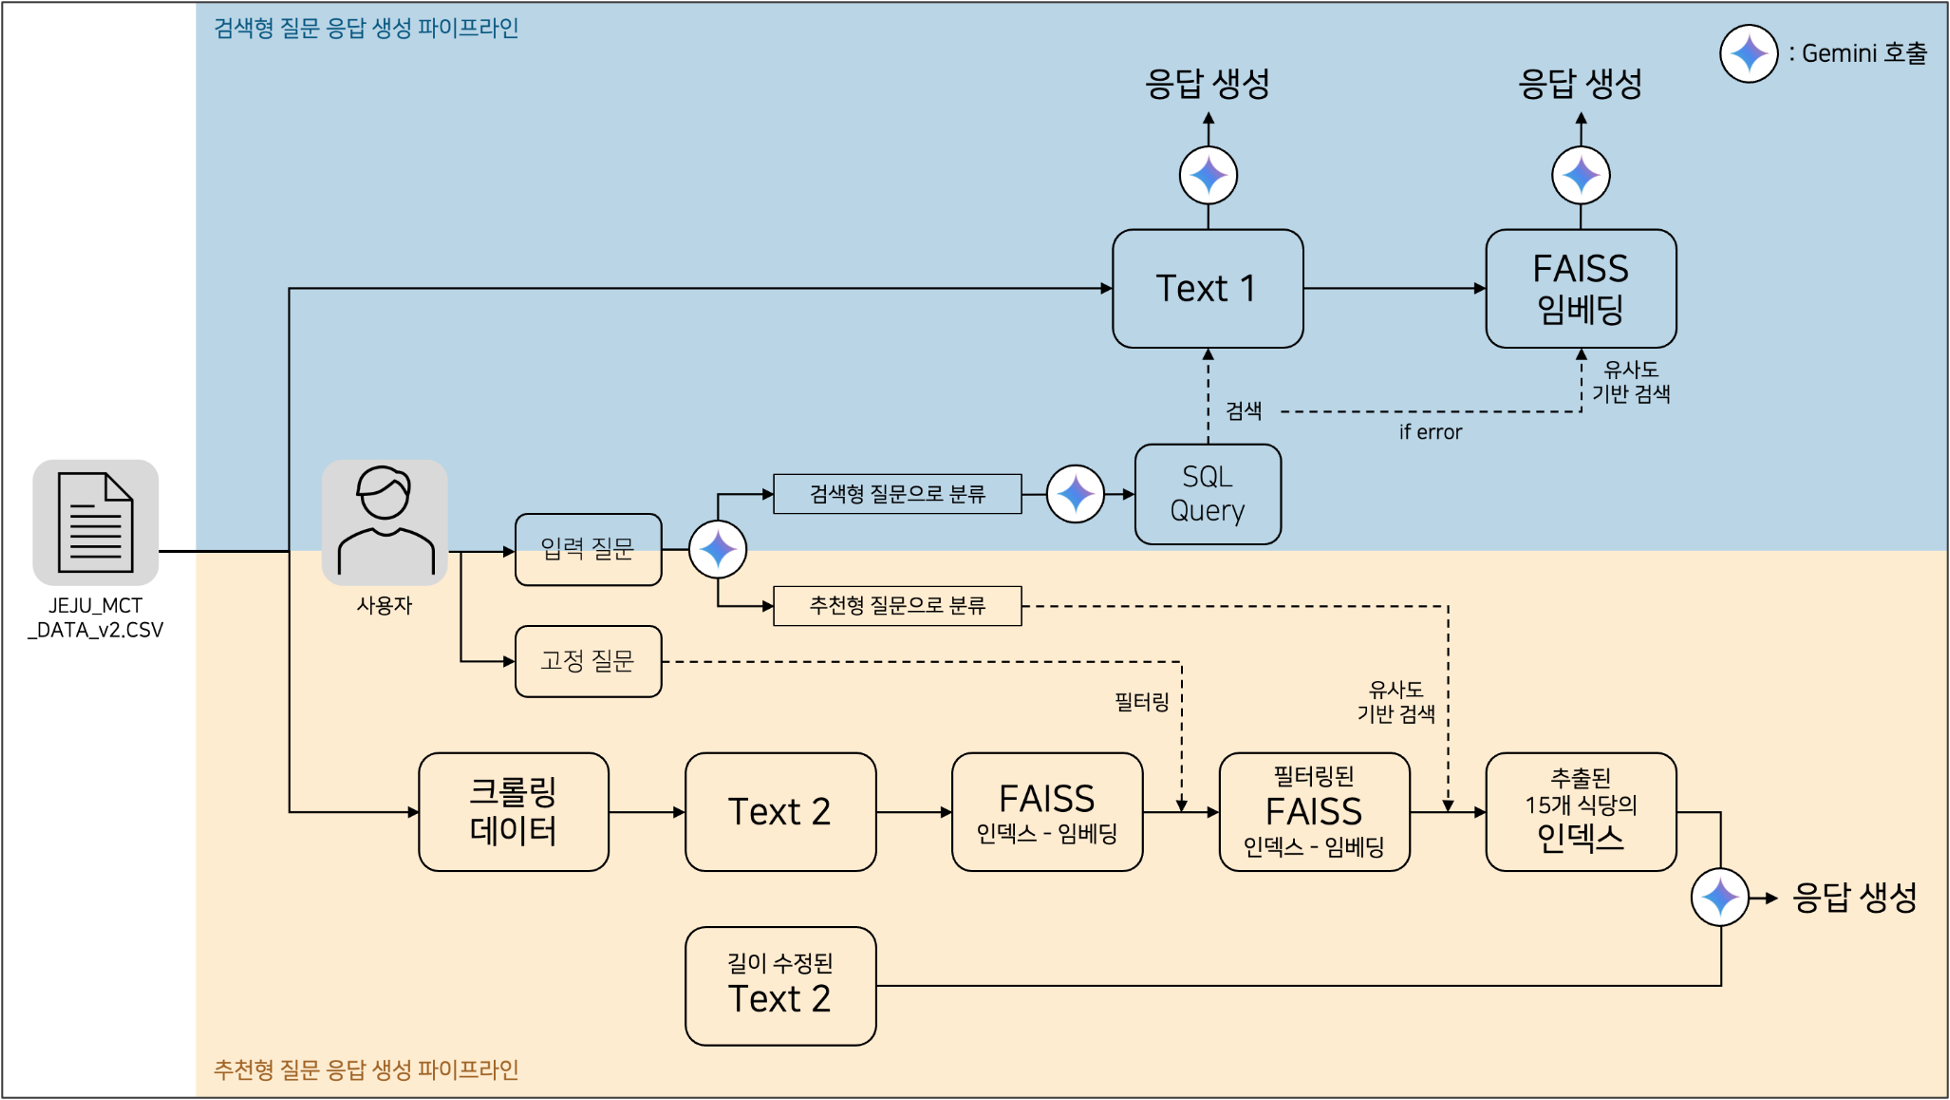 검색형 질문 응답 생성 파이프라인
: Gemini 호출
응답 생성
응답 생성
Text 1
FAISS
임베딩
유사도
기반 검색
검색
if error
SQL
Query
검색형 질문으로 분류
입력 질문
JEJU_MCT
_DATA_v2.CSV
사용자
추천형 질문으로 분류
고정 질문
필터링
유사도
기반 검색
크롤링
데이터
Text 2
FAISS
인덱스 - 임베딩
필터링된
FAISS
인덱스 - 임베딩
추출된
15개 식당의
인덱스
응답 생성
길이 수정된
Text 2
추천형 질문 응답 생성 파이프라인